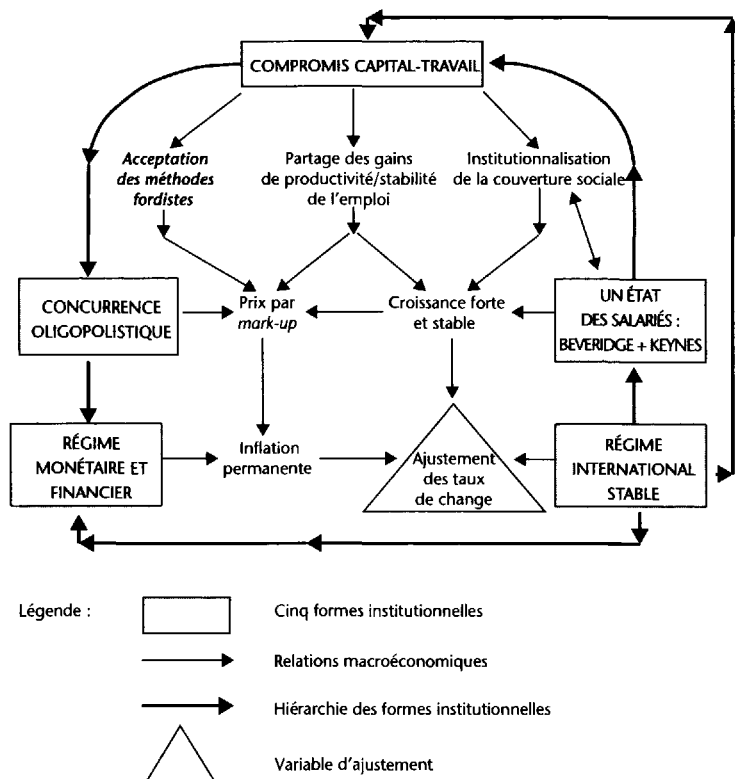 COMPROMIS CAPITAL-TRAVAIL
Acceptation
des méthodes
fordistes
Partage des gains
de productivité/stabilité
de l'emploi
Institutionnalisation
de la couverture sociale
CONCURRENCE
OLIGOPOLISTIQUE
Prix par
mark-up
Croissance forte
et stable
UN ÉTAT
DES SALARIÉS :
BEVERIDGE + KEYNES
RÉGIME
MONÉTAIRE ET
FINANCIER
Inflation
permanente
Ajustement
des taux
de change
RÉGIME
INTERNATIONAL
STABLE
Légende :
Cinq formes institutionnelles
Relations macroéconomiques
Hiérarchie des formes institutionnelles
Variable d'ajustement